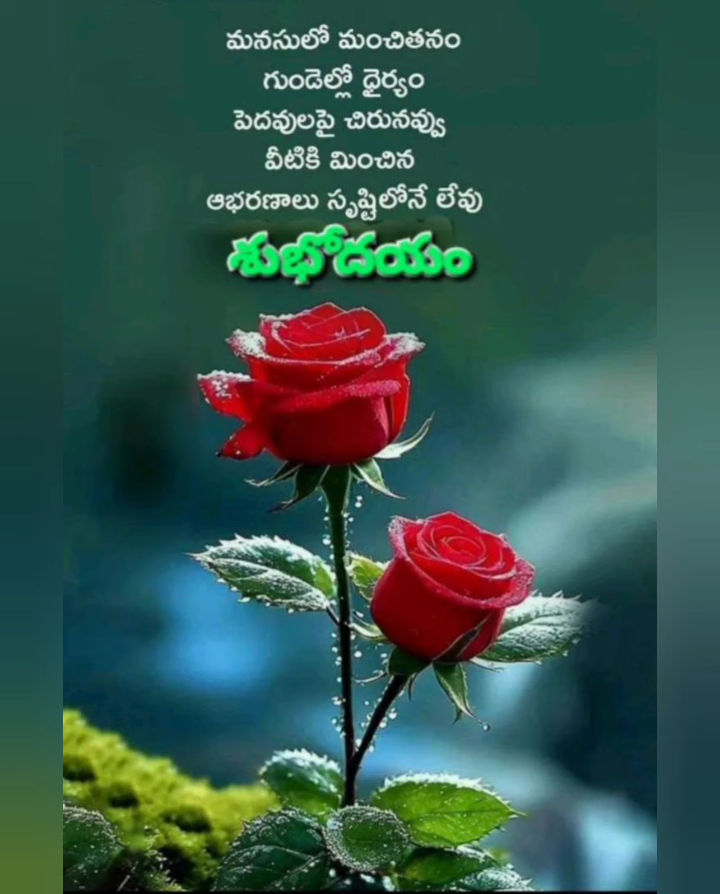 మనసులో మంచితనం
గుండెల్లో ధైర్యం
పెదవులపై చిరునవ్వు
వీటికి మించిన
ఆభరణాలు సృష్టిలోనే లేవు
శుభోదయం